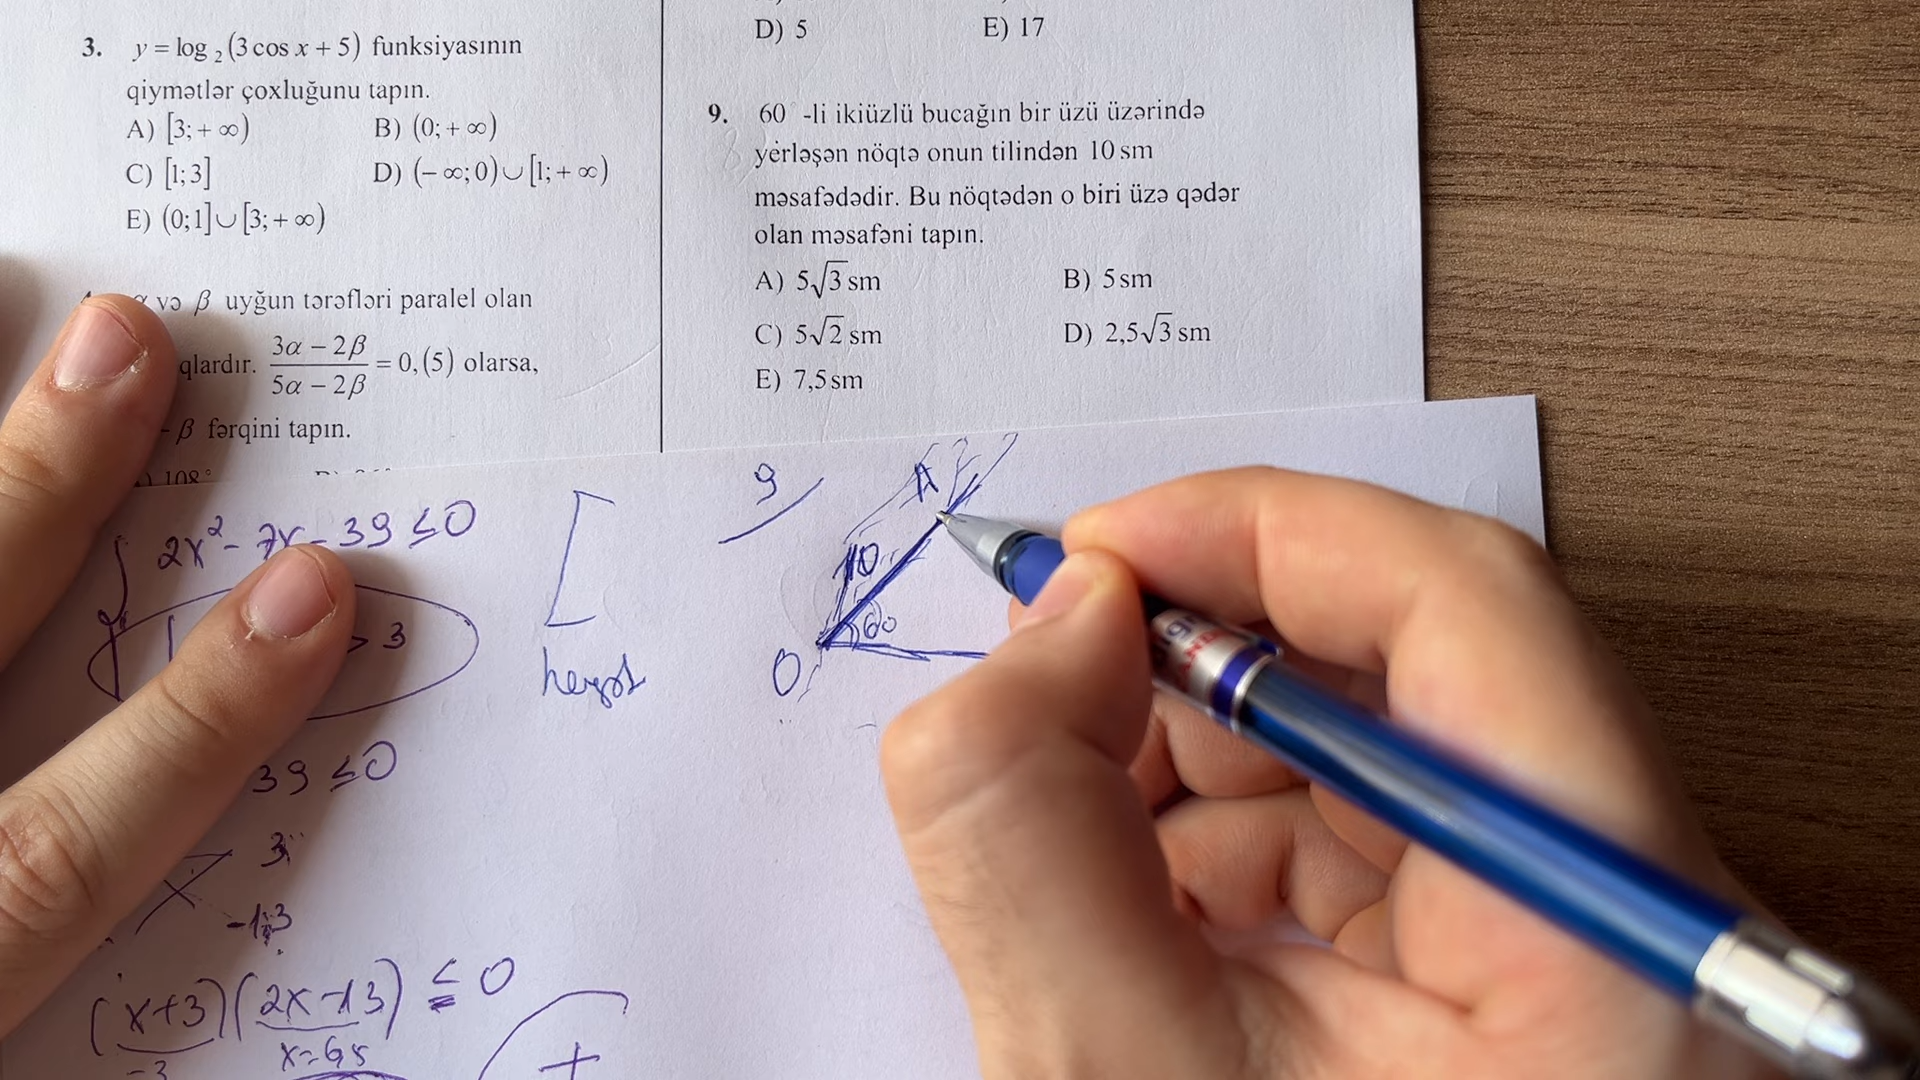 3. y = log₂(3cos x + 5) funksiyasının
qiymətlər çoxluğunu tapın.
A) [3; + ∞) B) (0; + ∞)
C) [1; 3] D) (− ∞; 0)∪[1; + ∞)
E) (0; 1]∪[3; + ∞)
və β uyğun tərəfləri paralel olan
qlardır. (3α − 2β)/(5α − 2β) = 0,(5) olarsa,
- β fərqini tapın.
108°
D) 5 E) 17
9. 60°-li ikiüzlü bucağın bir üzü üzərində
yerləşən nöqtə onun tilindən 10 sm
məsafədədir. Bu nöqtədən o biri üzə qədər
olan məsafəni tapın.
A) 5√3 sm B) 5 sm
C) 5√2 sm D) 2,5√3 sm
E) 7,5 sm
2x² - 7x - 39 ≤ 0
> 3
39 ≤ 0
3
-13
(x+3)(2x-13) ≤ 0
-3
+
9
A
10
60
O